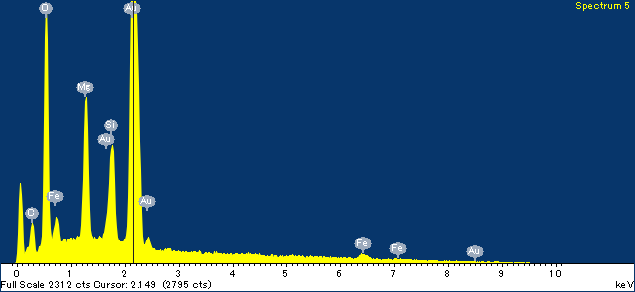 Spectrum 5
O Au
Mg
Si
Au
Fe Au
C
Fe Fe Au
0 1 2 3 4 5 6 7 8 9 10
Full Scale 2312 cts Cursor: 2.149 (2795 cts) keV